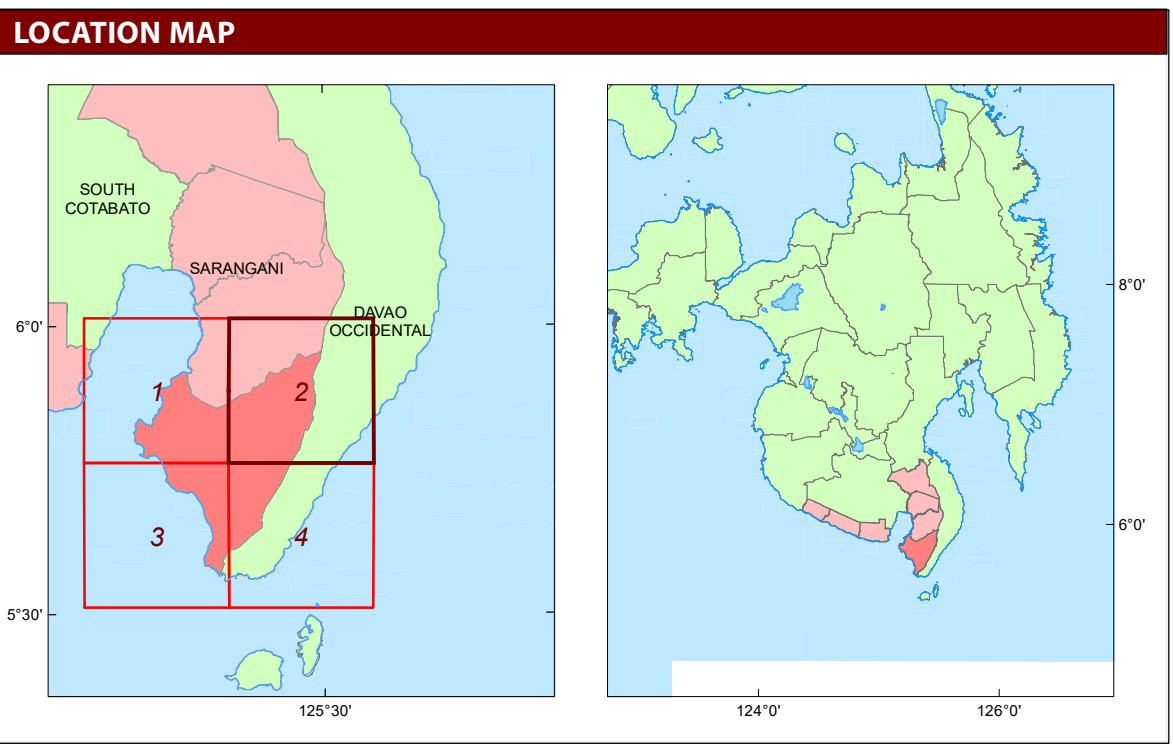 LOCATION MAP
SOUTH
COTABATO
SARANGANI
DAVAO
OCCIDENTAL
6°0'
1
2
3
4
5°30'
125°30'
8°0'
6°0'
124°0'
126°0'